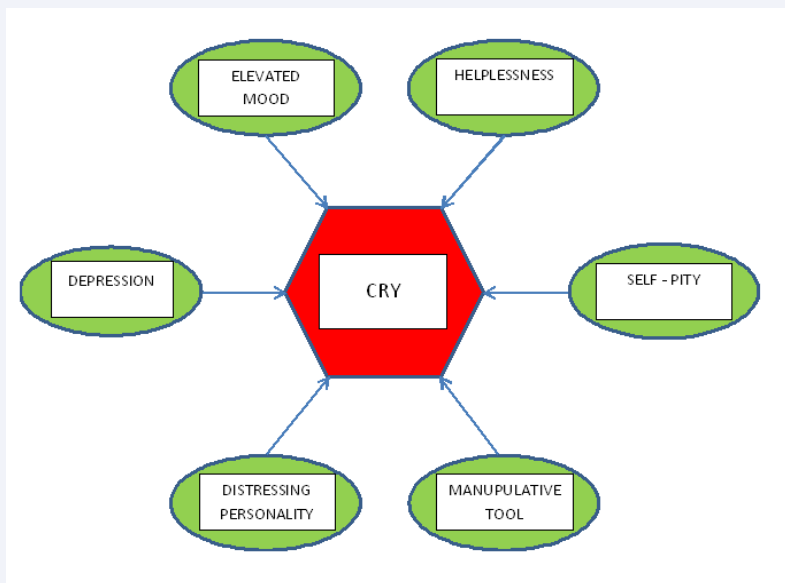 ELEVATED
MOOD
HELPLESSNESS
DEPRESSION
CRY
SELF - PITY
DISTRESSING
PERSONALITY
MANUPULATIVE
TOOL